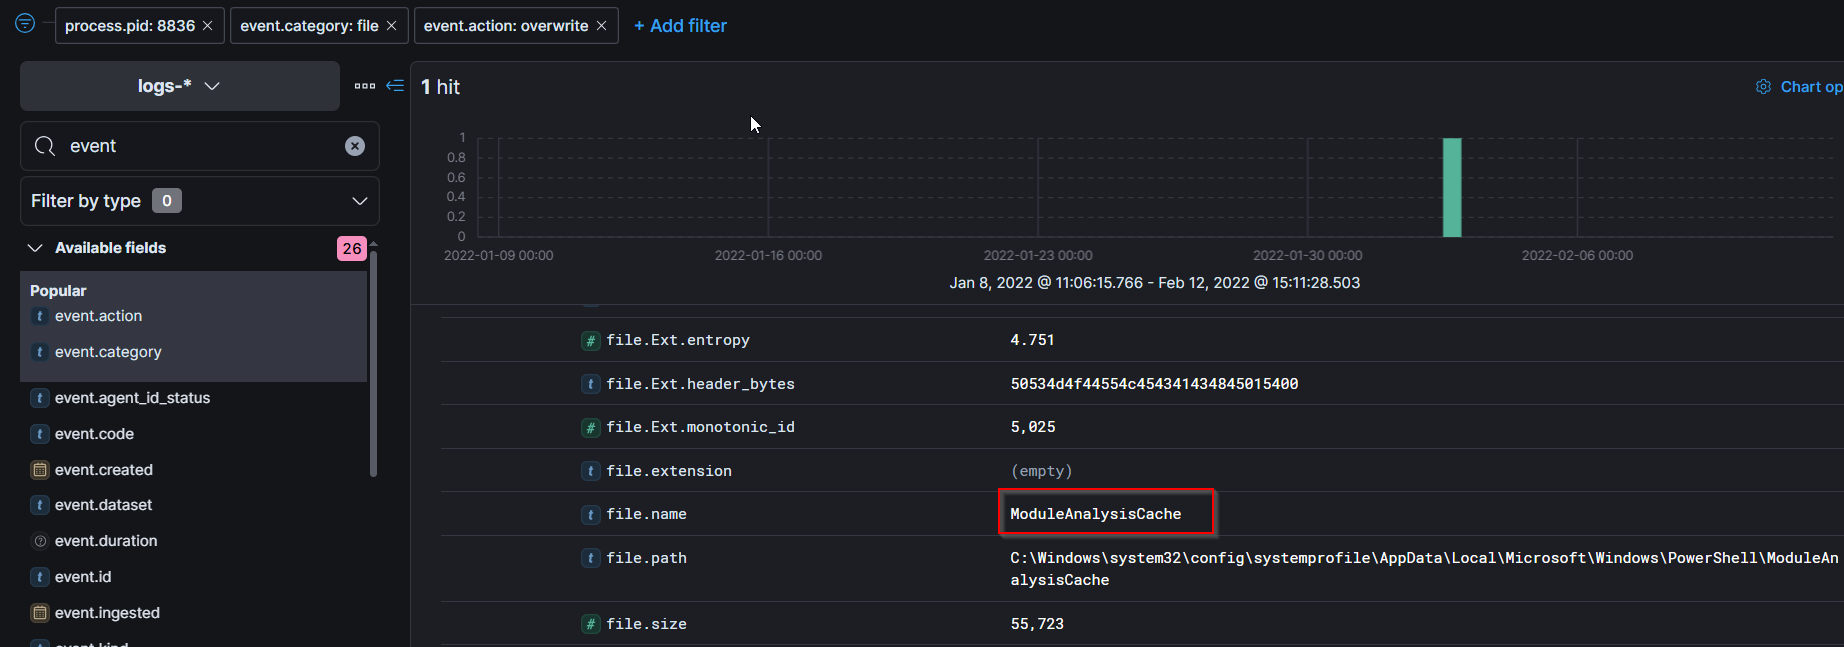 process.pid: 8836 ×
event.category: file ×
event.action: overwrite ×
+ Add filter
logs-*
1 hit
Chart op
event
Filter by type 0
Available fields 26
Popular
event.action
event.category
event.agent_id_status
event.code
event.created
event.dataset
event.duration
event.id
event.ingested
event.kind
1
0.8
0.6
0.4
0.2
0
2022-01-09 00:00
2022-01-16 00:00
2022-01-23 00:00
2022-01-30 00:00
2022-02-06 00:00
Jan 8, 2022 @ 11:06:15.766 - Feb 12, 2022 @ 15:11:28.503
# file.Ext.entropy 4.751
t file.Ext.header_bytes 50534d4f44554c454341434845015400
# file.Ext.monotonic_id 5,025
t file.extension (empty)
t file.name ModuleAnalysisCache
t file.path C:\Windows\system32\config\systemprofile\AppData\Local\Microsoft\Windows\PowerShell\ModuleAn
alysisCache
# file.size 55,723